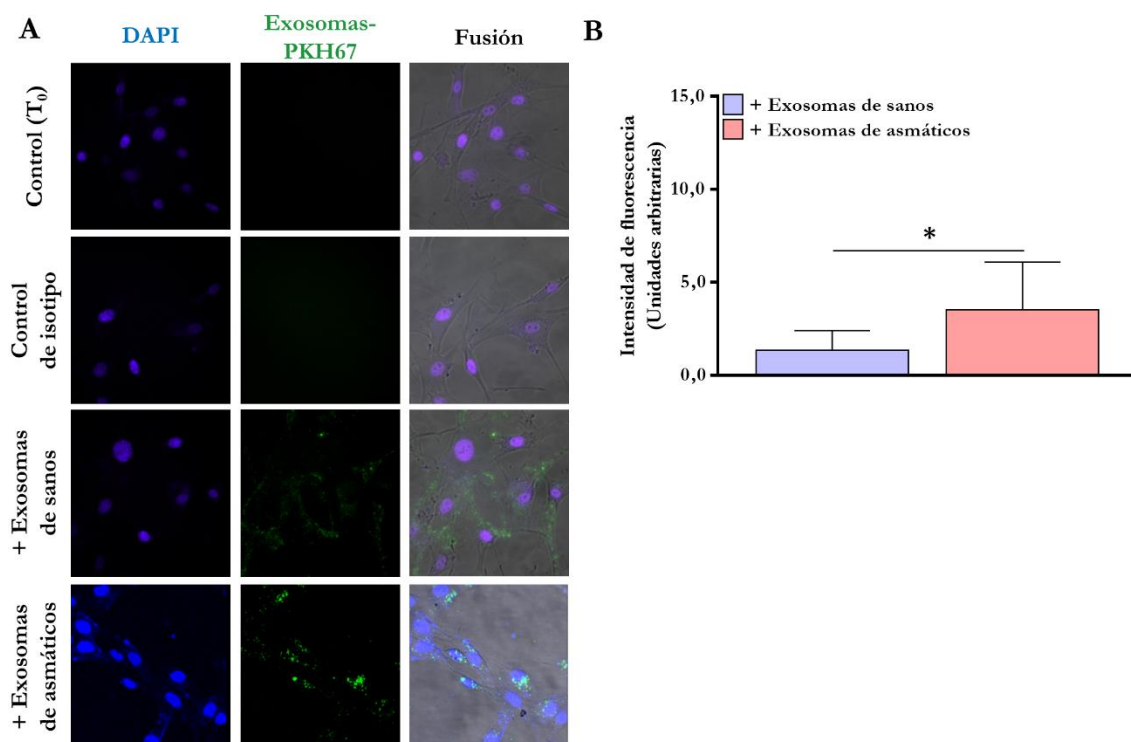 A
DAPI
Exosomas-
PKH67
Fusión
Control (T0)
Control
de isotipo
+ Exosomas
de sanos
+ Exosomas
de asmáticos
B
+ Exosomas de sanos
+ Exosomas de asmáticos
Intensidad de fluorescencia
(Unidades arbitrarias)
15,0
10,0
5,0
0,0
*